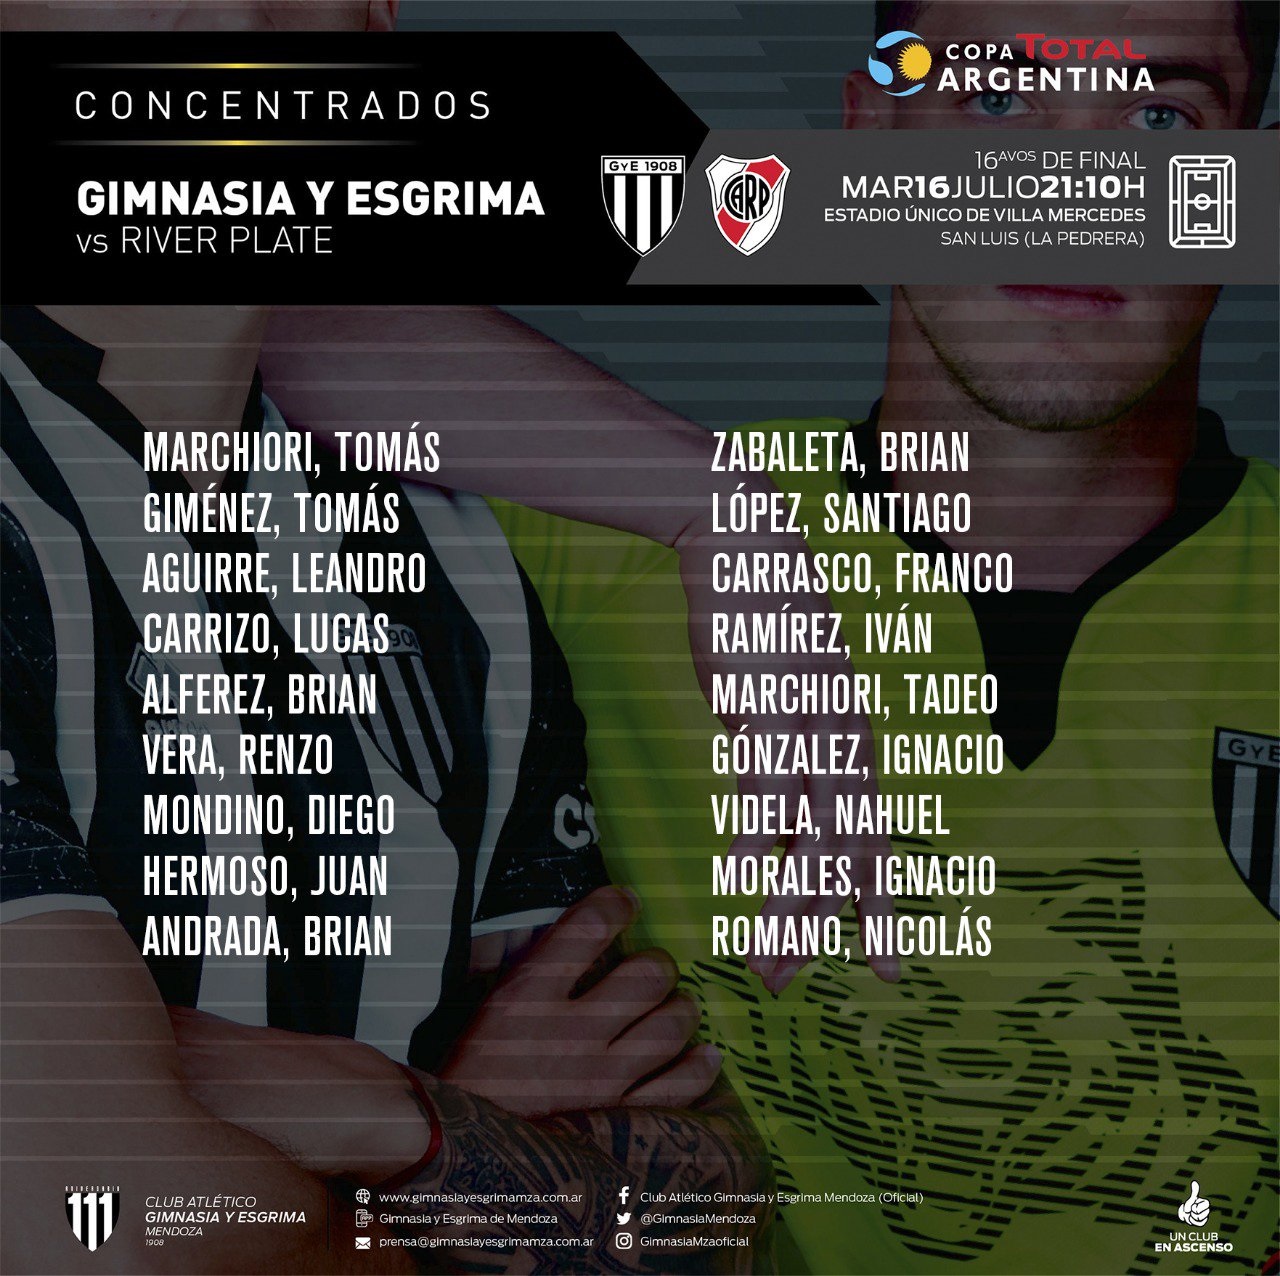 COPA TOTAL
ARGENTINA
CONCENTRADOS
GIMNASIA Y ESGRIMA
vs RIVER PLATE
GyE 1908
CARP
16AVOS DE FINAL
MAR16JULIO21:10H
ESTADIO ÚNICO DE VILLA MERCEDES
SAN LUIS (LA PEDRERA)
MARCHIORI, TOMÁS
GIMÉNEZ, TOMÁS
AGUIRRE, LEANDRO
CARRIZO, LUCAS
ALFEREZ, BRIAN
VERA, RENZO
MONDINO, DIEGO
HERMOSO, JUAN
ANDRADA, BRIAN
ZABALETA, BRIAN
LÓPEZ, SANTIAGO
CARRASCO, FRANCO
RAMÍREZ, IVÁN
MARCHIORI, TADEO
GÓNZALEZ, IGNACIO
VIDELA, NAHUEL
MORALES, IGNACIO
ROMANO, NICOLÁS
GyE
111
CLUB ATLÉTICO
GIMNASIA Y ESGRIMA
MENDOZA
1908
www.gimnasiayesgrimamza.com.ar
Gimnasia y Esgrima de Mendoza
prensa@gimnasiayesgrimamza.com.ar
Club Atlético Gimnasia y Esgrima Mendoza (Oficial)
@GimnasiaMendoza
GimnasiaMzaoficial
UN CLUB
EN ASCENSO